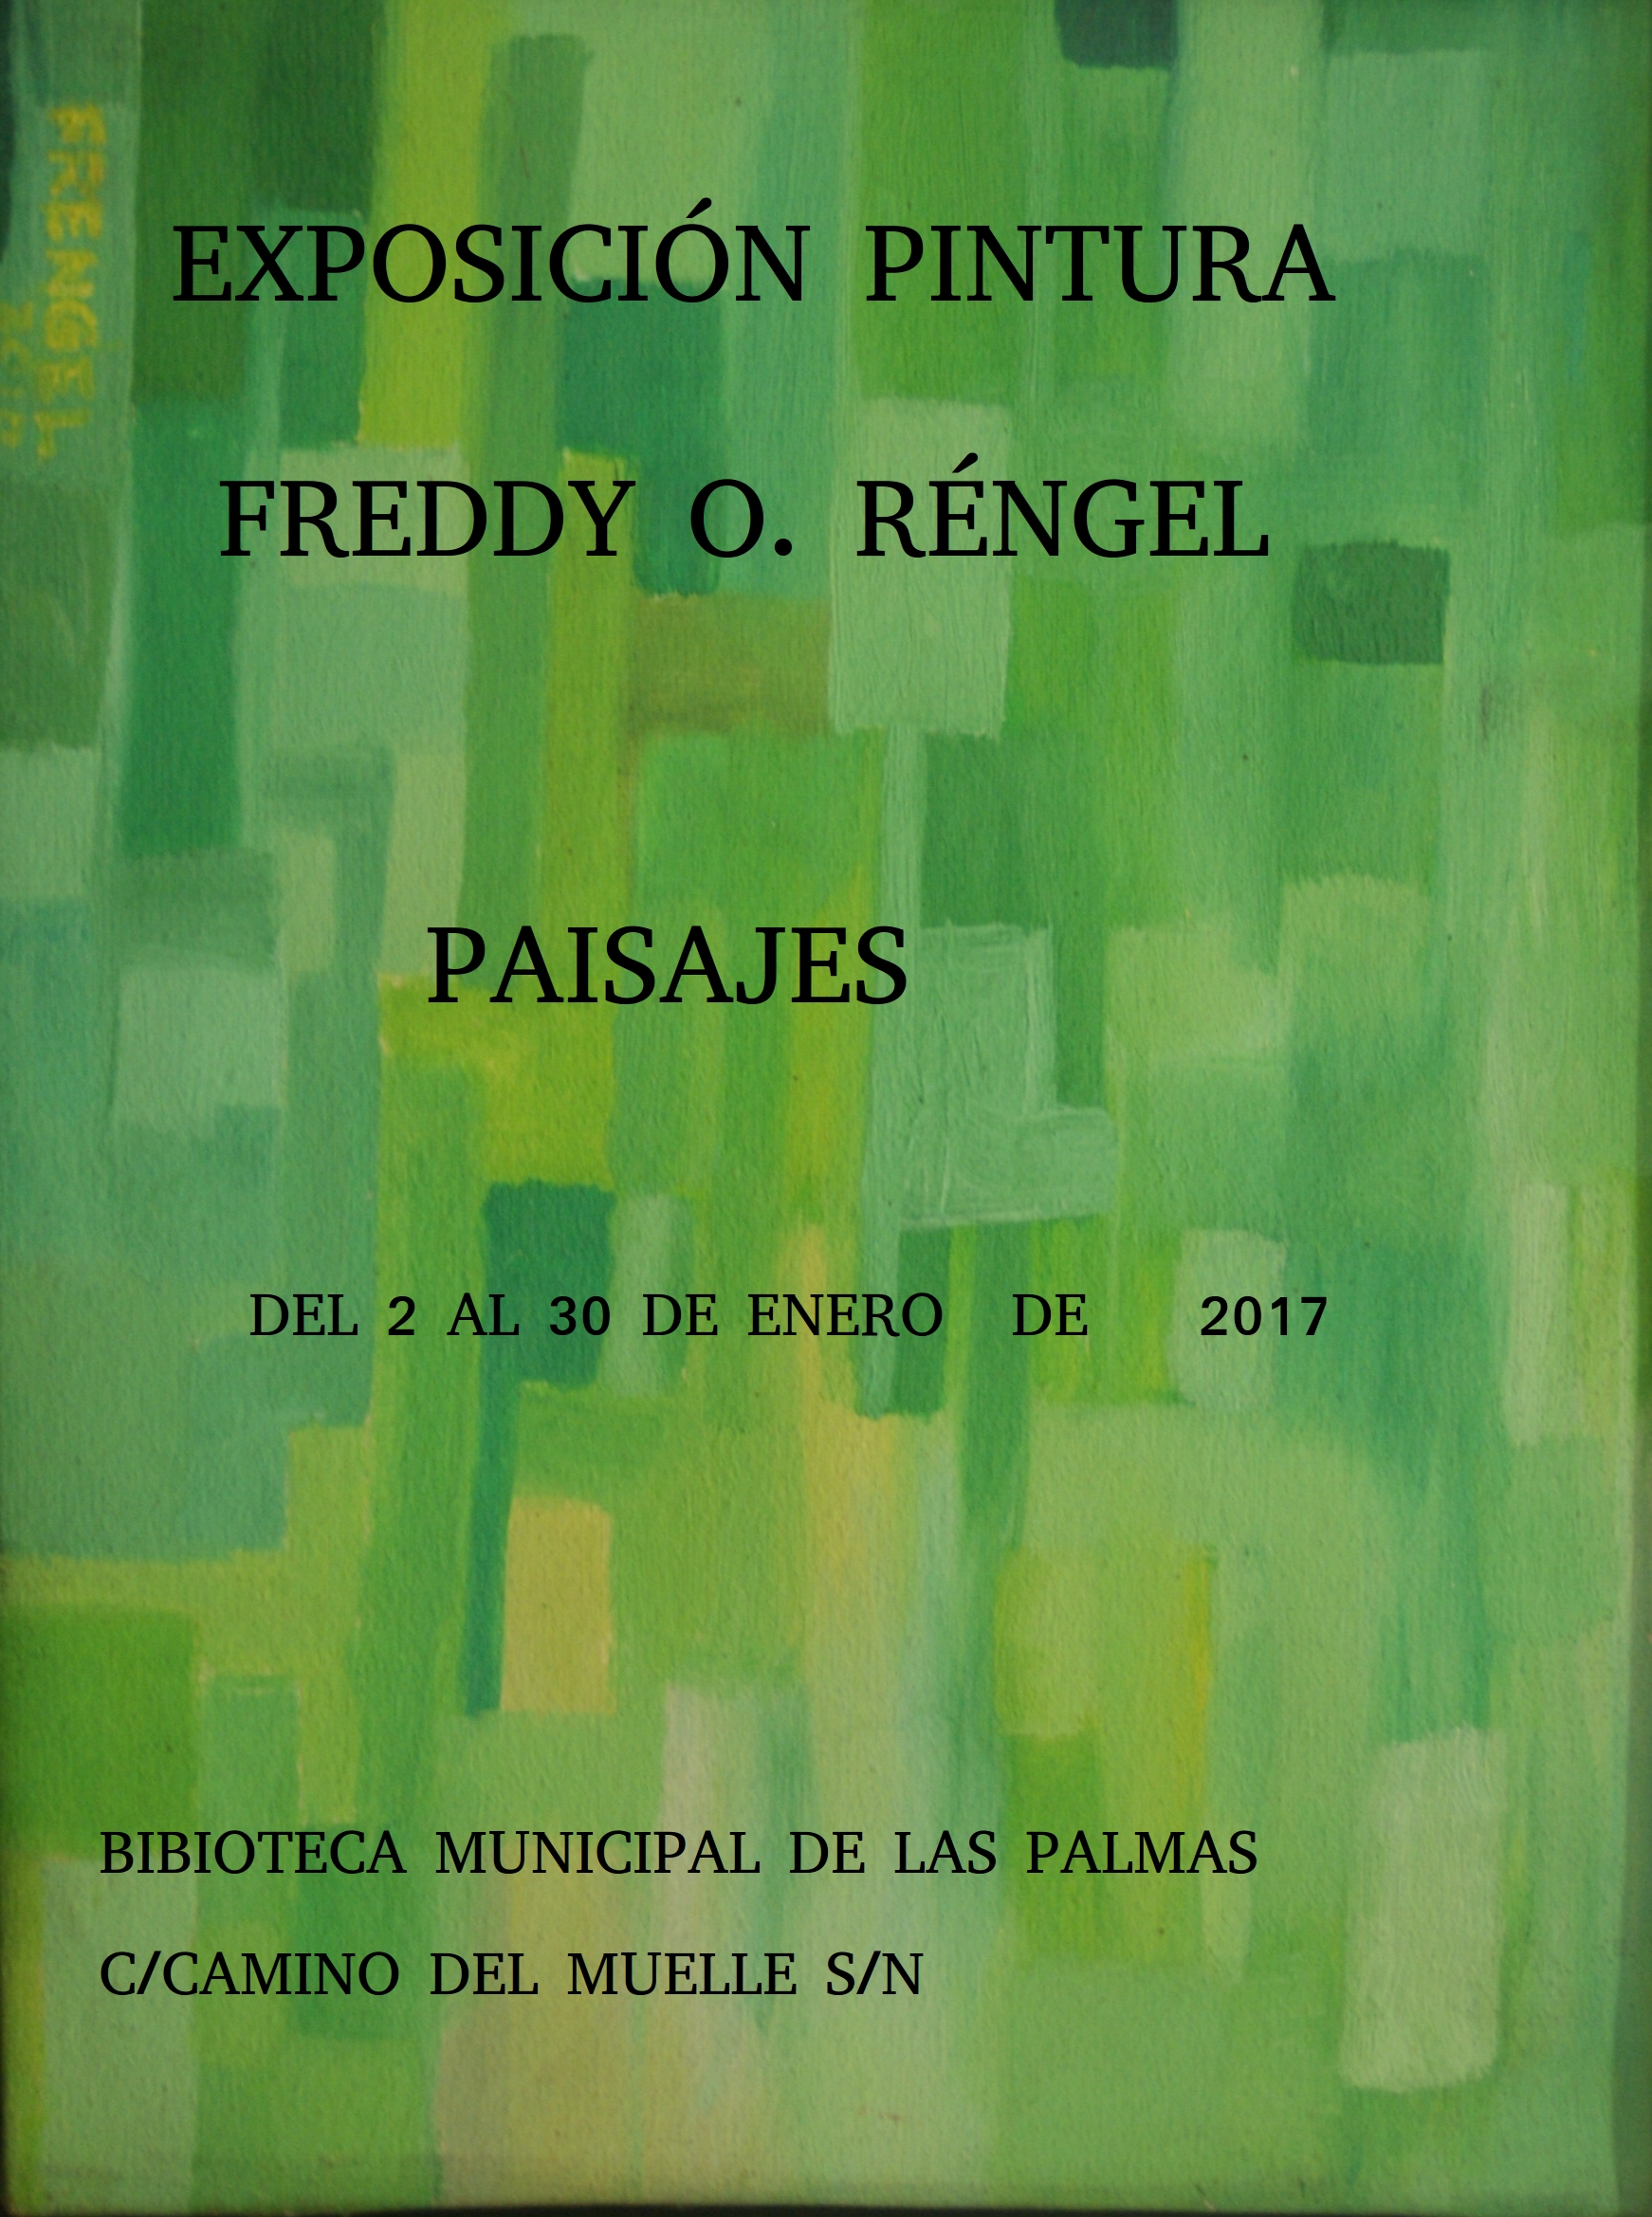 EXPOSICIÓN PINTURA
FREDDY O. RÉNGEL
PAISAJES
DEL 2 AL 30 DE ENERO DE 2017
BIBIOTECA MUNICIPAL DE LAS PALMAS
C/CAMINO DEL MUELLE S/N
FRENGEL